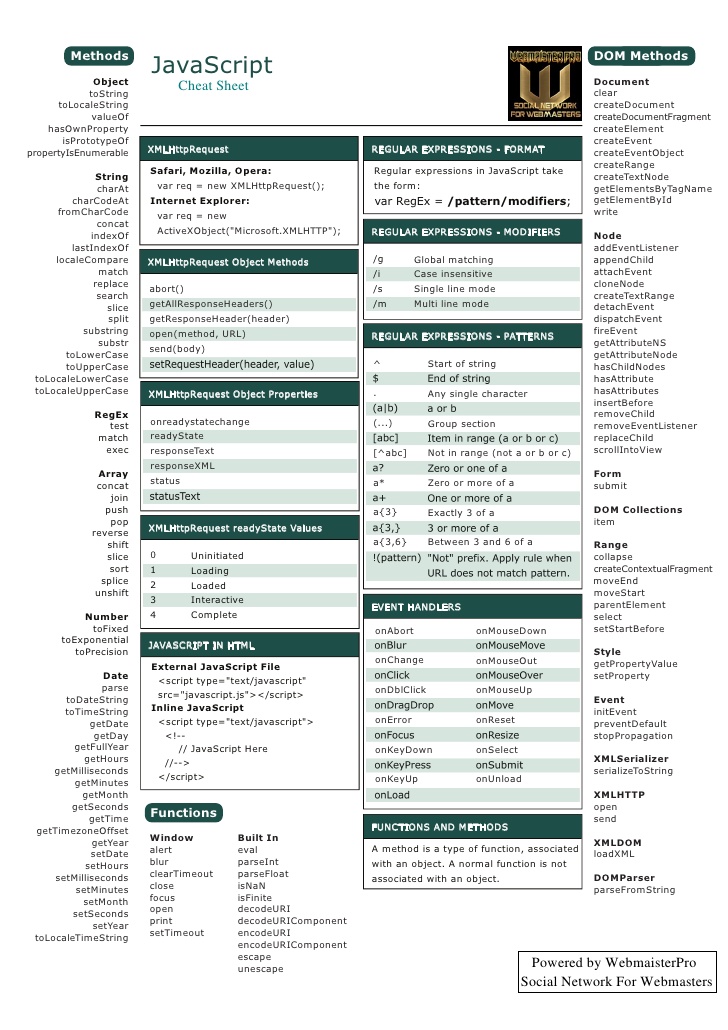 Methods
Object
toString
toLocaleString
valueOf
hasOwnProperty
isPrototypeOf
propertyIsEnumerable
String
charAt
charCodeAt
fromCharCode
concat
indexOf
lastIndexOf
localeCompare
match
replace
search
slice
split
substring
substr
toLowerCase
toUpperCase
toLocaleLowerCase
toLocaleUpperCase
RegEx
test
match
exec
Array
concat
join
push
pop
reverse
shift
slice
sort
splice
unshift
Number
toFixed
toExponential
toPrecision
Date
parse
toDateString
toTimeString
getDate
getDay
getFullYear
getHours
getMilliseconds
getMinutes
getMonth
getSeconds
getTime
getTimezoneOffset
getYear
setDate
setHours
setMilliseconds
setMinutes
setMonth
setSeconds
setYear
toLocaleTimeString
JavaScript
Cheat Sheet
WEBMAISTER PRO
SOCIAL NETWORK
FOR WEBMASTERS
XMLHttpRequest
Safari, Mozilla, Opera:
var req = new XMLHttpRequest();
Internet Explorer:
var req = new
ActiveXObject("Microsoft.XMLHTTP");
XMLHttpRequest Object Methods
abort()
getAllResponseHeaders()
getResponseHeader(header)
open(method, URL)
send(body)
setRequestHeader(header, value)
XMLHttpRequest Object Properties
onreadystatechange
readyState
responseText
responseXML
status
statusText
XMLHttpRequest readyState Values
0 Uninitiated
1 Loading
2 Loaded
3 Interactive
4 Complete
JAVASCRIPT IN HTML
External JavaScript File
<script type="text/javascript"
src="javascript.js"></script>
Inline JavaScript
<script type="text/javascript">
<!--
// JavaScript Here
//-->
</script>
Functions
Window
alert
blur
clearTimeout
close
focus
open
print
setTimeout
Built In
eval
parseInt
parseFloat
isNaN
isFinite
decodeURI
decodeURIComponent
encodeURI
encodeURIComponent
escape
unescape
REGULAR EXPRESSIONS - FORMAT
Regular expressions in JavaScript take
the form:
var RegEx = /pattern/modifiers;
REGULAR EXPRESSIONS - MODIFIERS
/g Global matching
/i Case insensitive
/s Single line mode
/m Multi line mode
REGULAR EXPRESSIONS - PATTERNS
^ Start of string
$ End of string
. Any single character
(a|b) a or b
(...) Group section
[abc] Item in range (a or b or c)
[^abc] Not in range (not a or b or c)
a? Zero or one of a
a* Zero or more of a
a+ One or more of a
a{3} Exactly 3 of a
a{3,} 3 or more of a
a{3,6} Between 3 and 6 of a
!(pattern) "Not" prefix. Apply rule when
URL does not match pattern.
EVENT HANDLERS
onAbort onMouseDown
onBlur onMouseMove
onChange onMouseOut
onClick onMouseOver
onDblClick onMouseUp
onDragDrop onMove
onError onReset
onFocus onResize
onKeyDown onSelect
onKeyPress onSubmit
onKeyUp onUnload
onLoad
FUNCTIONS AND METHODS
A method is a type of function, associated
with an object. A normal function is not
associated with an object.
DOM Methods
Document
clear
createDocument
createDocumentFragment
createElement
createEvent
createEventObject
createRange
createTextNode
getElementsByTagName
getElementById
write
Node
addEventListener
appendChild
attachEvent
cloneNode
createTextRange
detachEvent
dispatchEvent
fireEvent
getAttributeNS
getAttributeNode
hasChildNodes
hasAttribute
hasAttributes
insertBefore
removeChild
removeEventListener
replaceChild
scrollIntoView
Form
submit
DOM Collections
item
Range
collapse
createContextualFragment
moveEnd
moveStart
parentElement
select
setStartBefore
Style
getPropertyValue
setProperty
Event
initEvent
preventDefault
stopPropagation
XMLSerializer
serializeToString
XMLHTTP
open
send
XMLDOM
loadXML
DOMParser
parseFromString
Powered by WebmaisterPro
Social Network For Webmasters